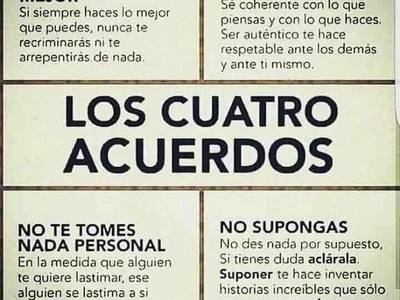 MEJOR
Si siempre haces lo mejor
que puedes, nunca te
recriminarás ni te
arrepentirás de nada.
Sé coherente con lo que
piensas y con lo que haces.
Ser auténtico te hace
respetable ante los demás
y ante ti mismo.
LOS CUATRO
ACUERDOS
NO TE TOMES
NADA PERSONAL
En la medida que alguien
te quiere lastimar, ese
alguien se lastima a si
NO SUPONGAS
No des nada por supuesto,
Si tienes duda aclárala.
Suponer te hace inventar
historias increíbles que sólo